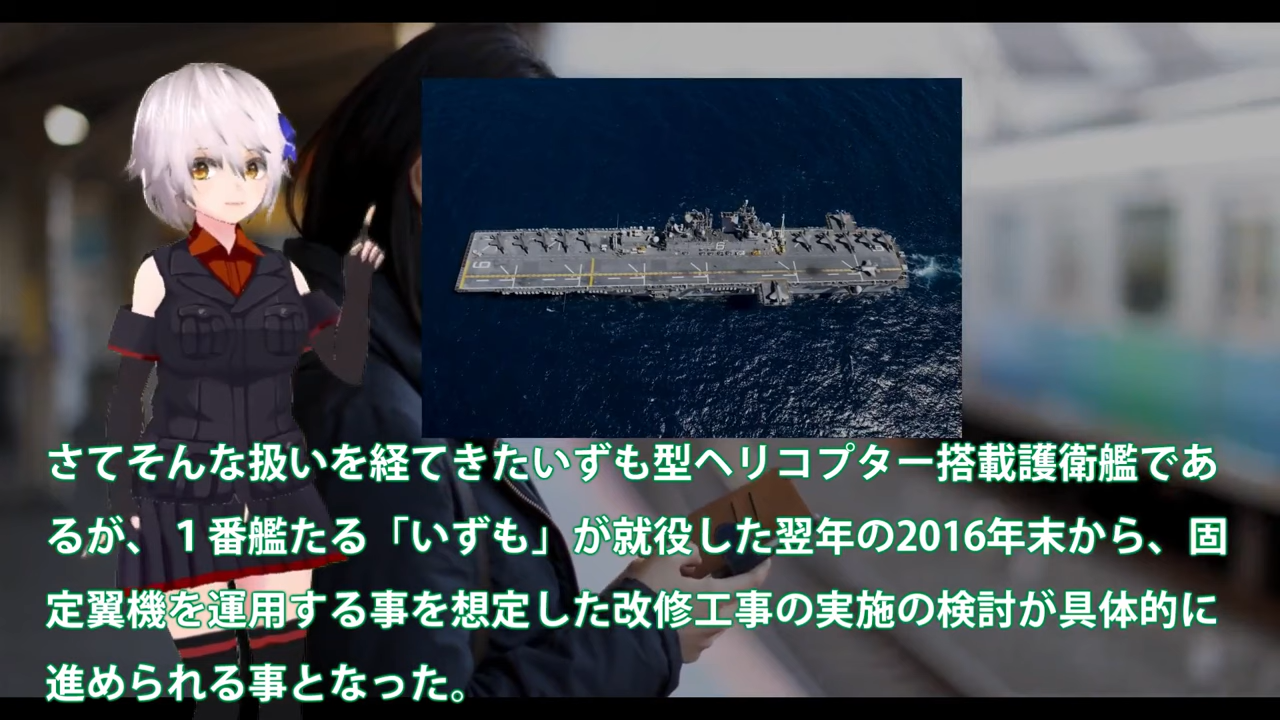 さてそんな扱いを経てきたいずも型ヘリコプター搭載護衛艦であ
るが、１番艦たる「いずも」が就役した翌年の2016年末から、固
定翼機を運用する事を想定した改修工事の実施の検討が具体的に
進められる事となった。
6
6